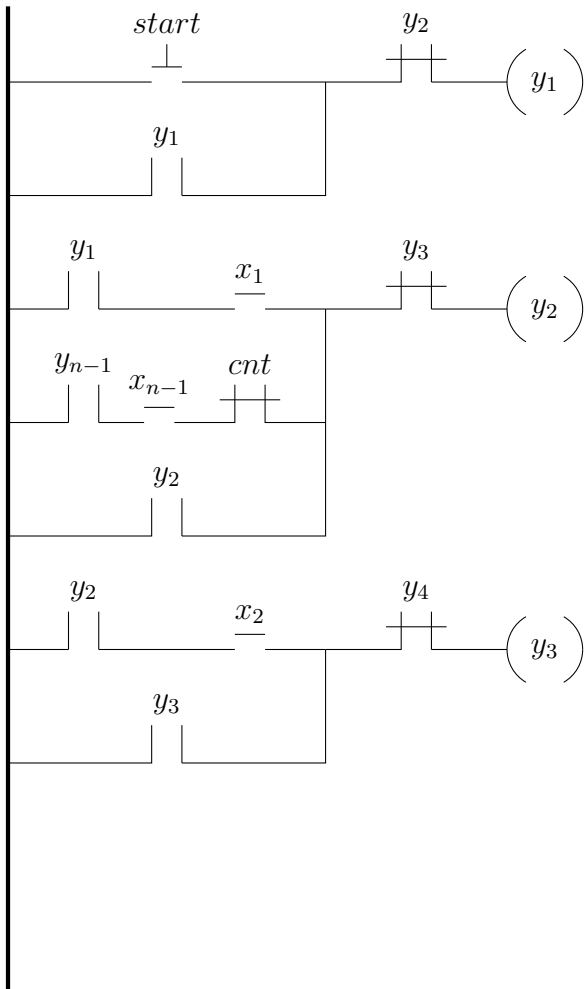 start y₂
y₁
y₁
y₁ x₁ y₃
y₂
yₙ₋₁ xₙ₋₁ cnt
y₂
y₂ x₂ y₄
y₃
y₃